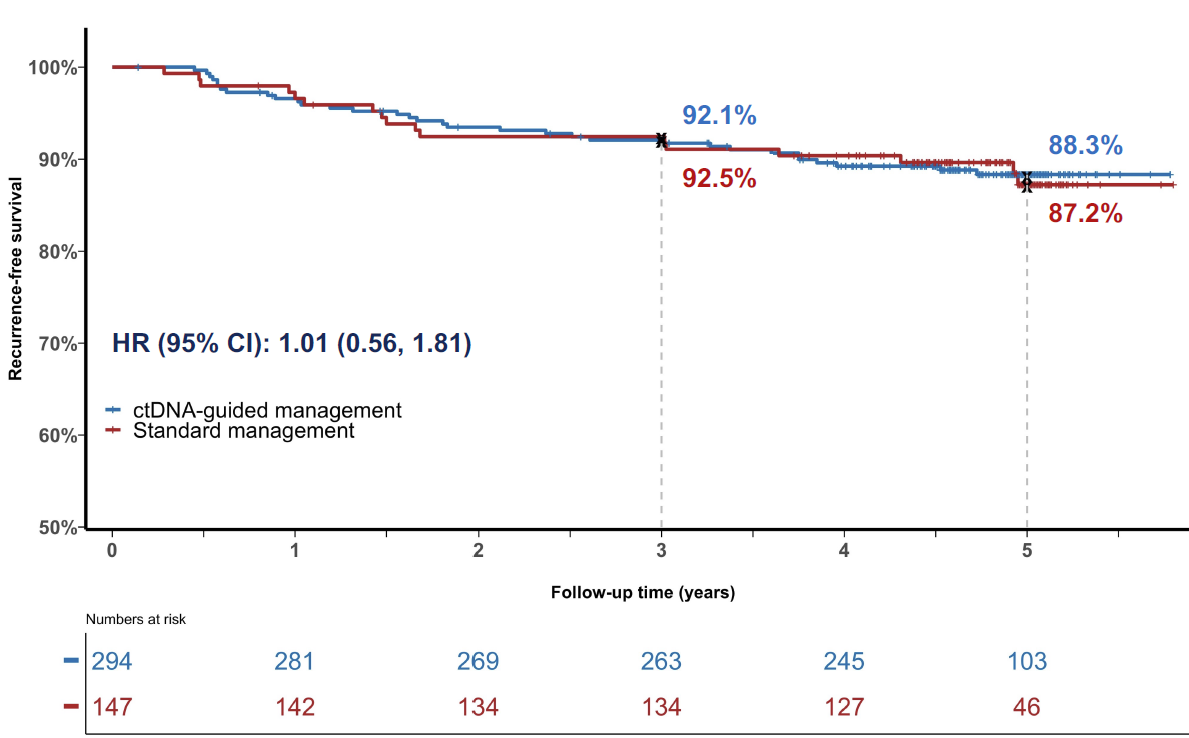 100%
90%
80%
70%
60%
50%
Recurrence-free survival
92.1%
92.5%
88.3%
87.2%
HR (95% CI): 1.01 (0.56, 1.81)
ctDNA-guided management
Standard management
0 1 2 3 4 5
Follow-up time (years)
Numbers at risk
294 281 269 263 245 103
147 142 134 134 127 46